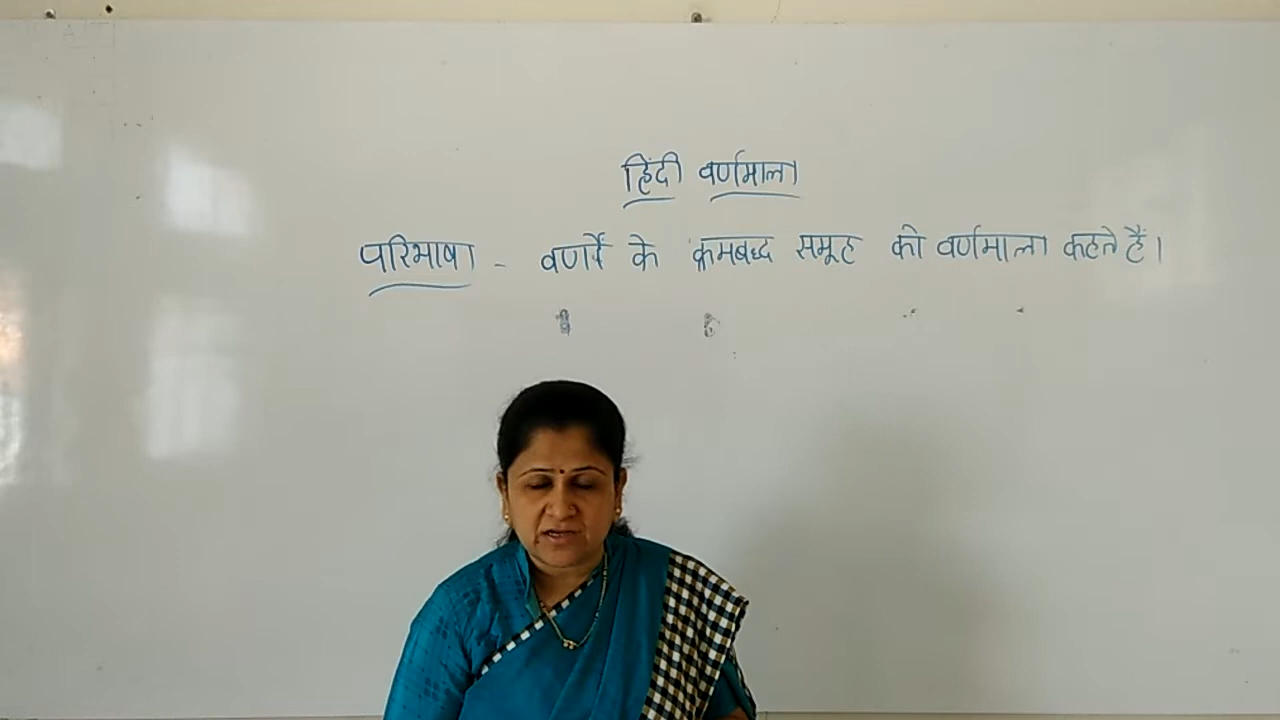 हिंदी वर्णमाला
परिभाषा - वर्णों के क्रमबद्ध समूह को वर्णमाला कहते हैं।